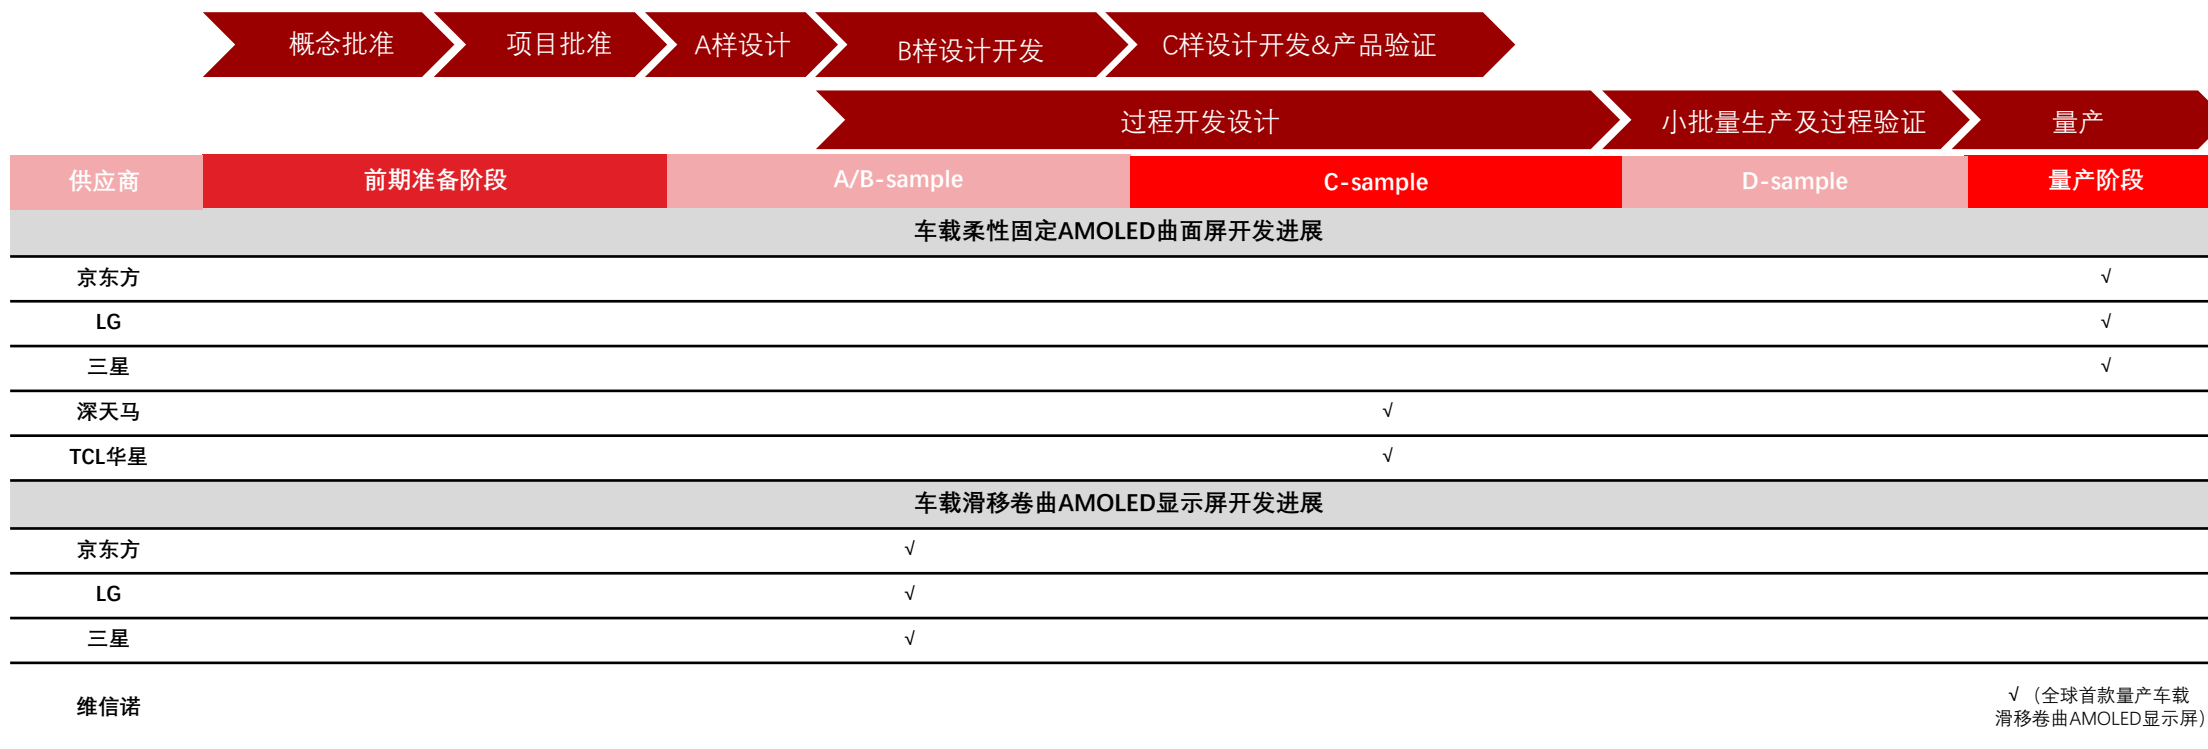 概念批准
项目批准
A样设计
B样设计开发
C样设计开发&产品验证
过程开发设计
小批量生产及过程验证
量产
供应商
前期准备阶段
A/B-sample
C-sample
D-sample
量产阶段
车载柔性固定AMOLED曲面屏开发进展
京东方 √
LG √
三星 √
深天马 √
TCL华星 √
车载滑移卷曲AMOLED显示屏开发进展
京东方 √
LG √
三星 √
维信诺
√（全球首款量产车载
滑移卷曲AMOLED显示屏）